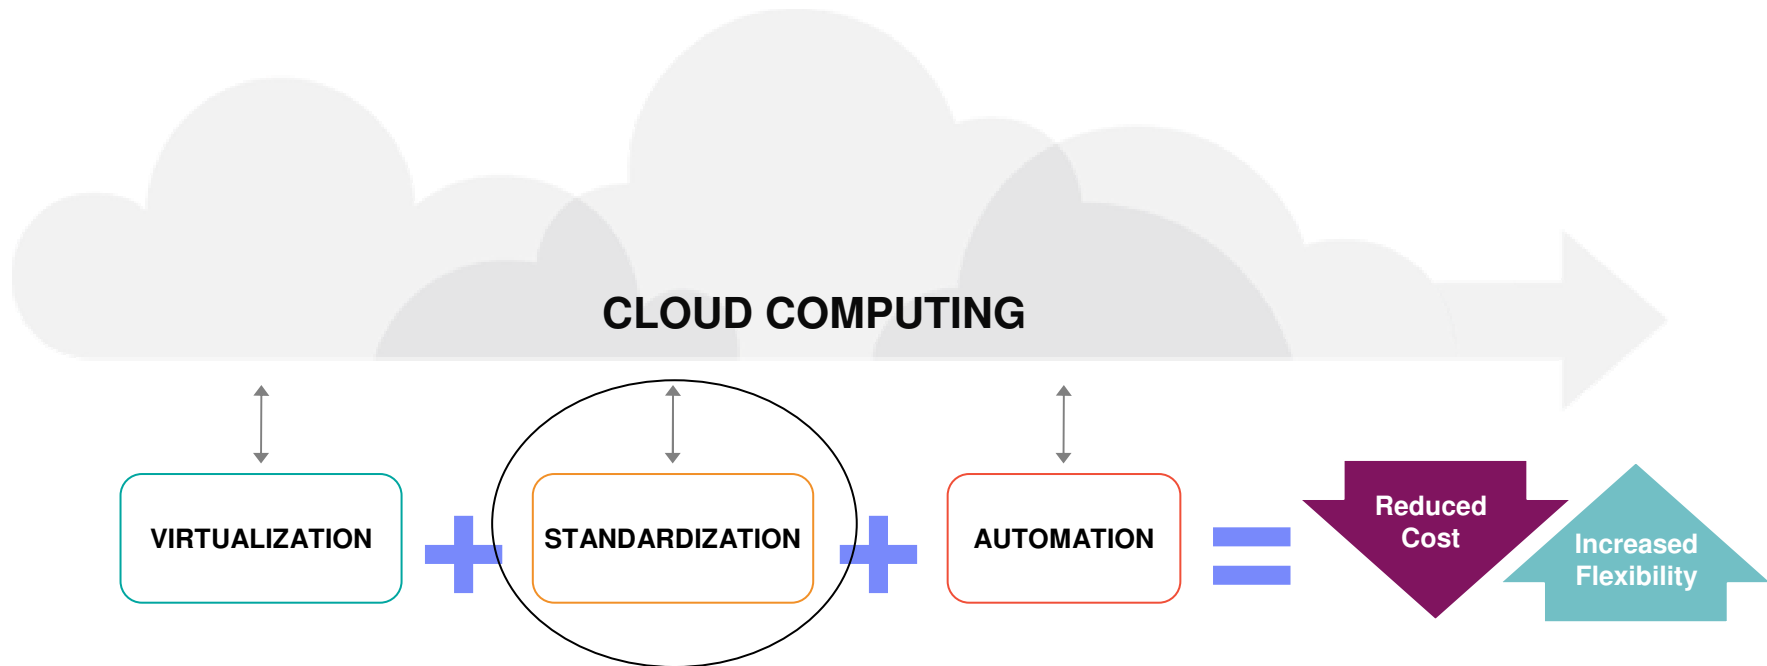 CLOUD COMPUTING
VIRTUALIZATION
STANDARDIZATION
AUTOMATION
Reduced
Cost
Increased
Flexibility